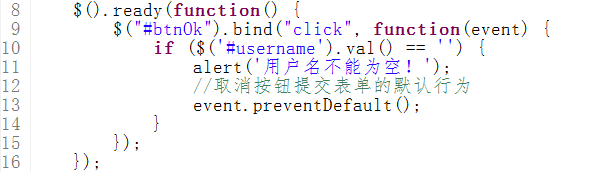 8 $().ready(function() {
9 $("#btnOk").bind("click", function(event) {
10 if ($('#username').val() == '') {
11 alert('用户名不能为空！');
12 //取消按钮提交表单的默认行为
13 event.preventDefault();
14 }
15 });
16 });